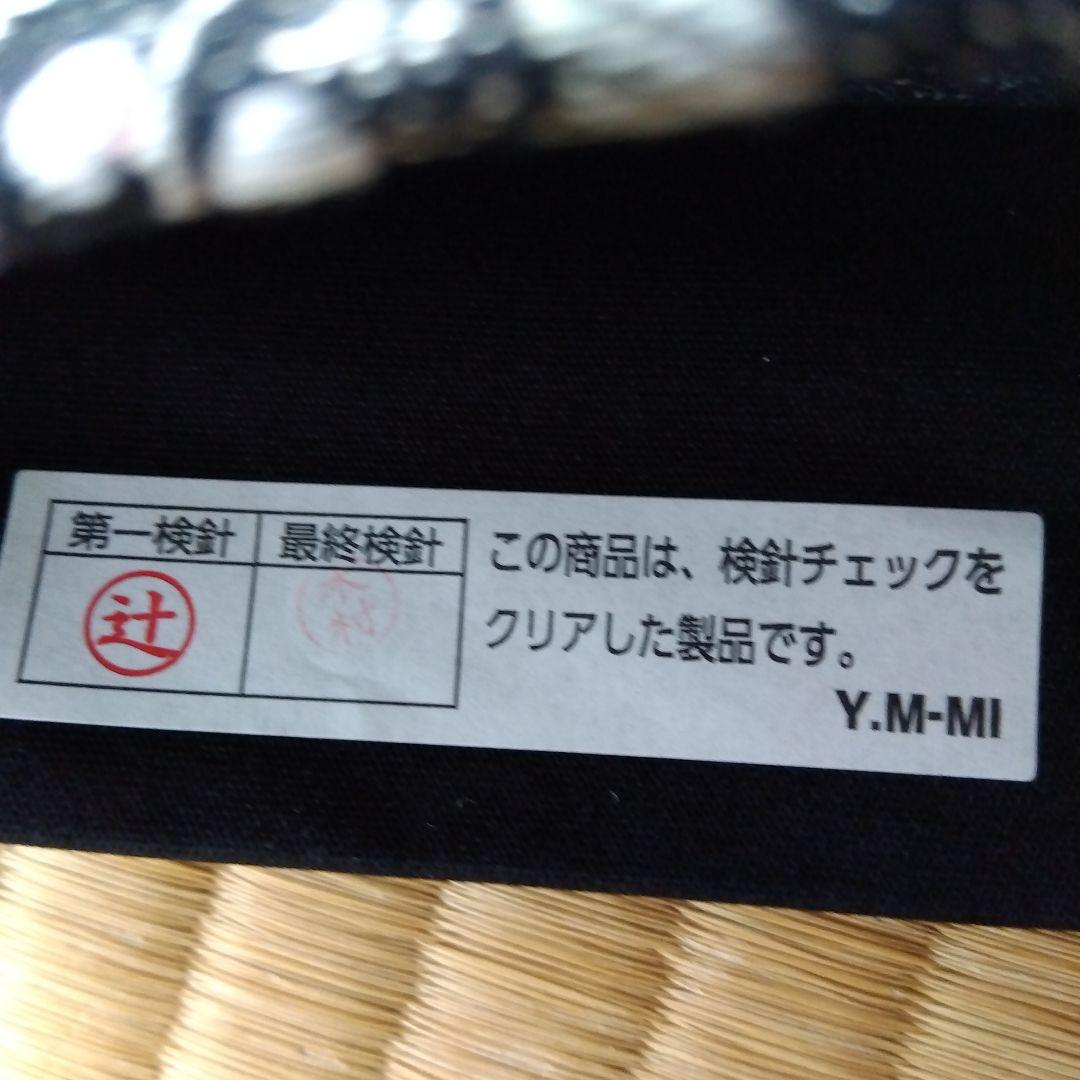 第一検針 最終検針
辻
この商品は、検針チェックを
クリアした製品です。
Y.M-MI